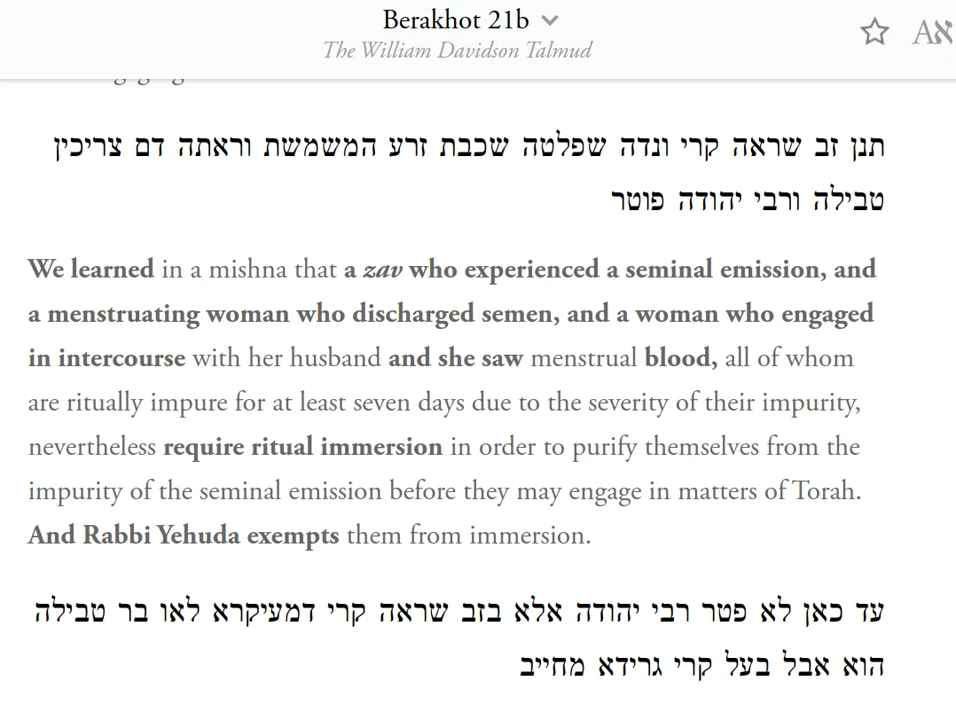 Berakhot 21b
The William Davidson Talmud
Aא
תנן זב שראה קרי ונדה שפלטה שכבת זרע המשמשת וראתה דם צריכין
טבילה ורבי יהודה פוטר
We learned in a mishna that a zav who experienced a seminal emission, and
a menstruating woman who discharged semen, and a woman who engaged
in intercourse with her husband and she saw menstrual blood, all of whom
are ritually impure for at least seven days due to the severity of their impurity,
nevertheless require ritual immersion in order to purify themselves from the
impurity of the seminal emission before they may engage in matters of Torah.
And Rabbi Yehuda exempts them from immersion.
עד כאן לא פטר רבי יהודה אלא בזב שראה קרי דמעיקרא לאו בר טבילה
הוא אבל בעל קרי גרידא מחייב